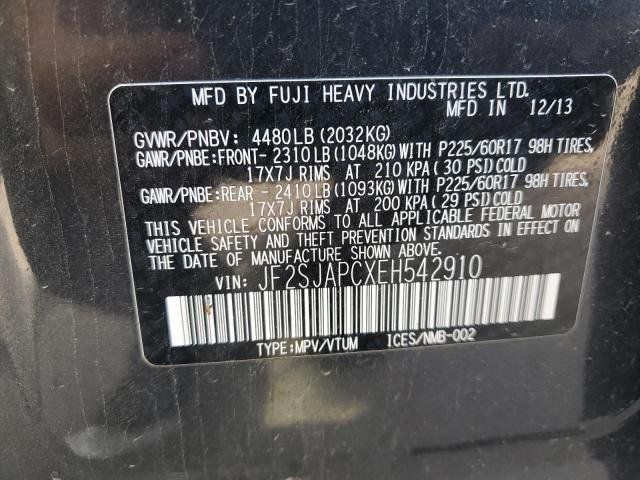 MFD BY FUJI HEAVY INDUSTRIES LTD.
MFD IN 12/13
GVWR/PNBV: 4480LB(2032KG)
GAWR/PNBE:FRONT- 2310LB(1048KG)WITH P225/60R17 98H TIRES,
17X7J RIMS AT 210 KPA(30 PSI)COLD
GAWR/PNBE:REAR - 2410LB(1093KG)WITH P225/60R17 98H TIRES,
17X7J RIMS AT 200 KPA(29 PSI)COLD
THIS VEHICLE CONFORMS TO ALL APPLICABLE FEDERAL MOTOR
VEHICLE SAFETY AND THEFT PREVENTION STANDARDS IN EFFECT ON
THE DATE OF MANUFACTURE SHOWN ABOVE.
VIN: JF2SJAPCXEH542910
TYPE:MPV/VTUM ICES/NMB-002